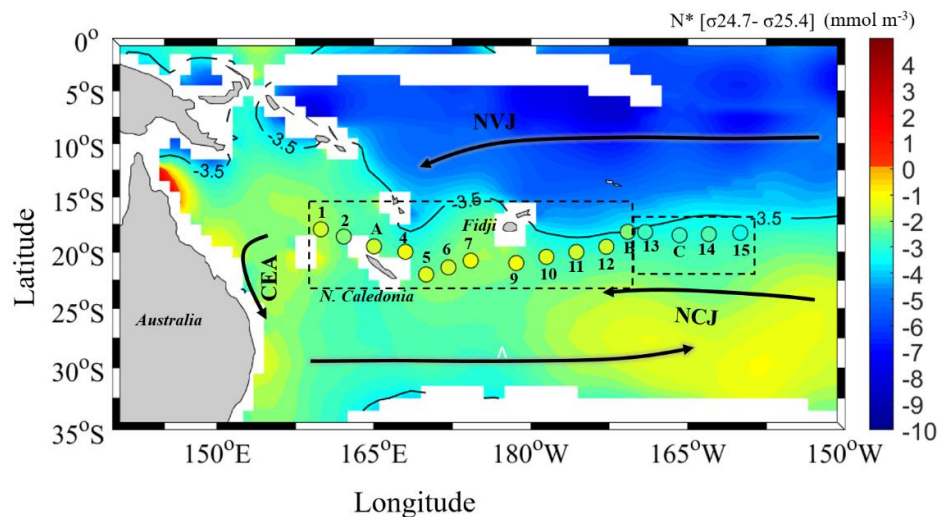 N* [σ24.7- σ25.4] (mmol m⁻³)
0°
5°S
10°S
15°S
20°S
25°S
30°S
35°S
Latitude
150°E
165°E
180°W
165°W
150°W
Longitude
4
3
2
1
0
-1
-2
-3
-4
-5
-6
-7
-8
-9
-10
NVJ
-3.5
-3.5
-3.5
-3.5
1
2
A
4
5
6
7
Fidji
9
10
11
12
B
13
C
14
15
N. Caledonia
CEA
NCJ
Australia
^